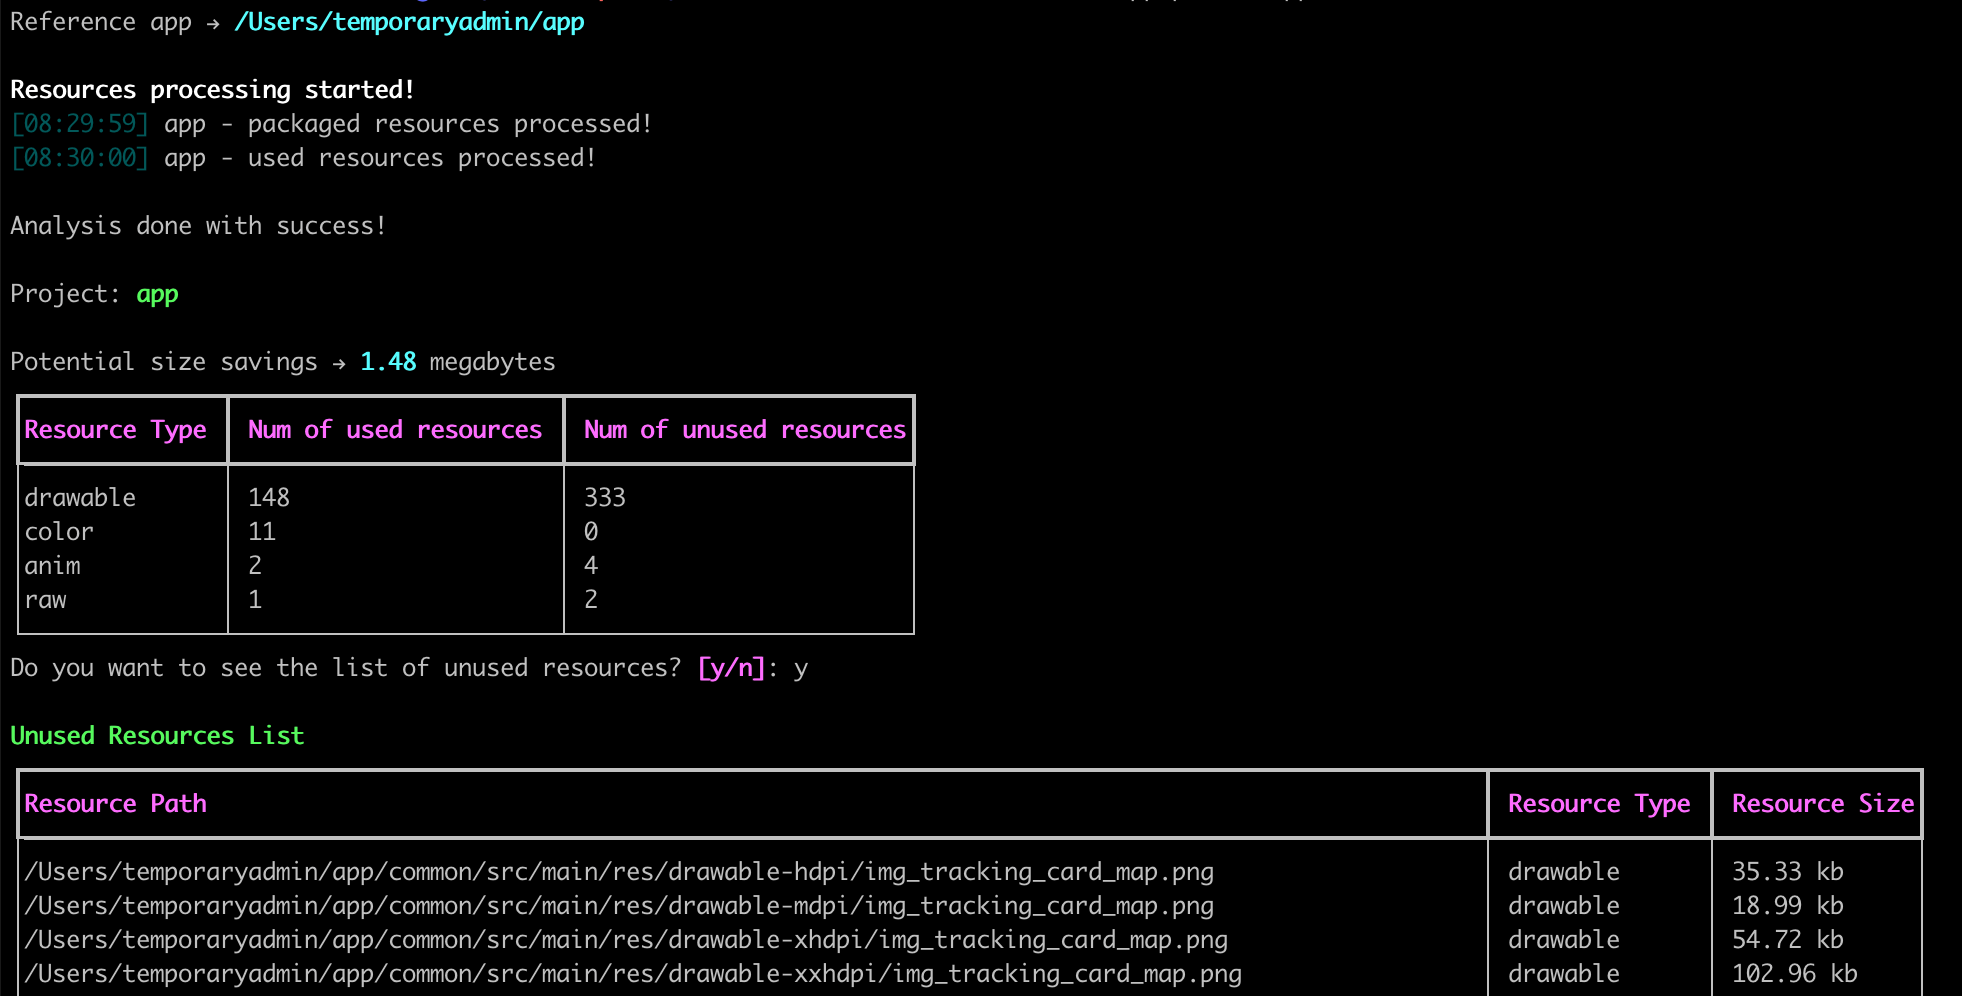 Reference app → /Users/temporaryadmin/app
Resources processing started!
[08:29:59] app - packaged resources processed!
[08:30:00] app - used resources processed!
Analysis done with success!
Project: app
Potential size savings → 1.48 megabytes
Resource Type Num of used resources Num of unused resources
drawable 148 333
color 11 0
anim 2 4
raw 1 2
Do you want to see the list of unused resources? [y/n]: y
Unused Resources List
Resource Path Resource Type Resource Size
/Users/temporaryadmin/app/common/src/main/res/drawable-hdpi/img_tracking_card_map.png drawable 35.33 kb
/Users/temporaryadmin/app/common/src/main/res/drawable-mdpi/img_tracking_card_map.png drawable 18.99 kb
/Users/temporaryadmin/app/common/src/main/res/drawable-xhdpi/img_tracking_card_map.png drawable 54.72 kb
/Users/temporaryadmin/app/common/src/main/res/drawable-xxhdpi/img_tracking_card_map.png drawable 102.96 kb